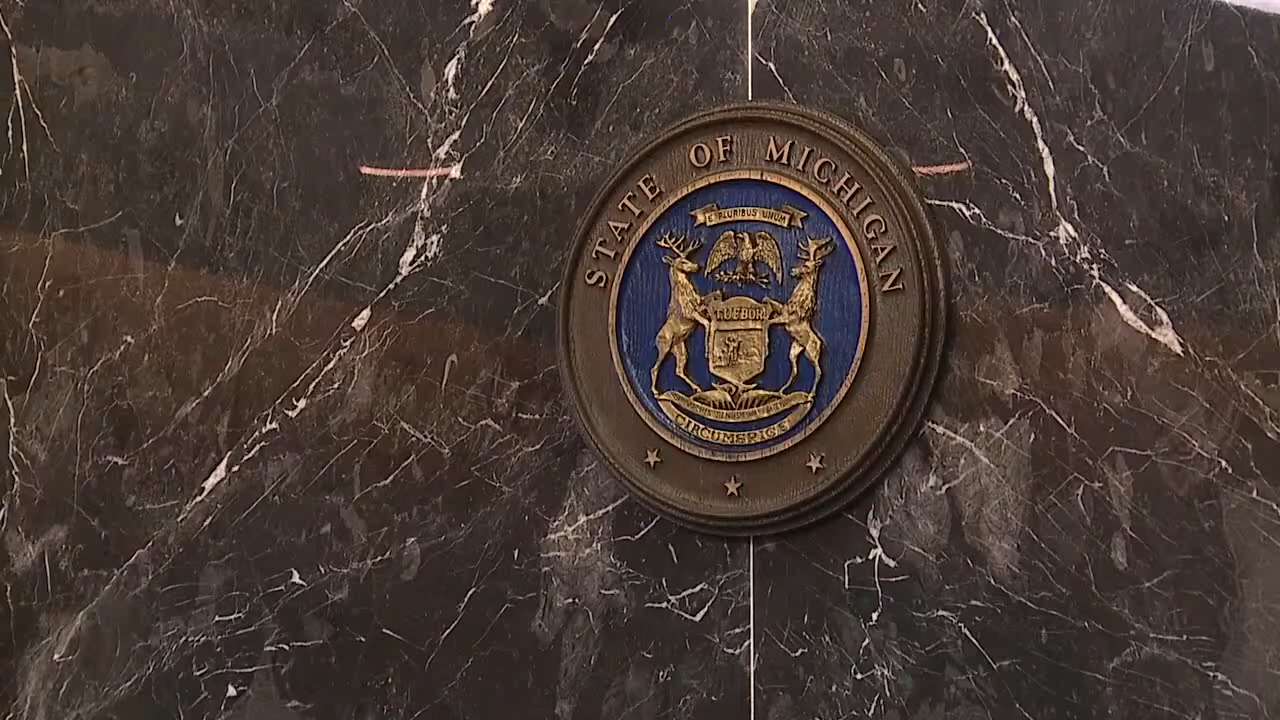 STATE OF MICHIGAN
E PLURIBUS UNUM
TUEBOR
CIRCUMSPICE